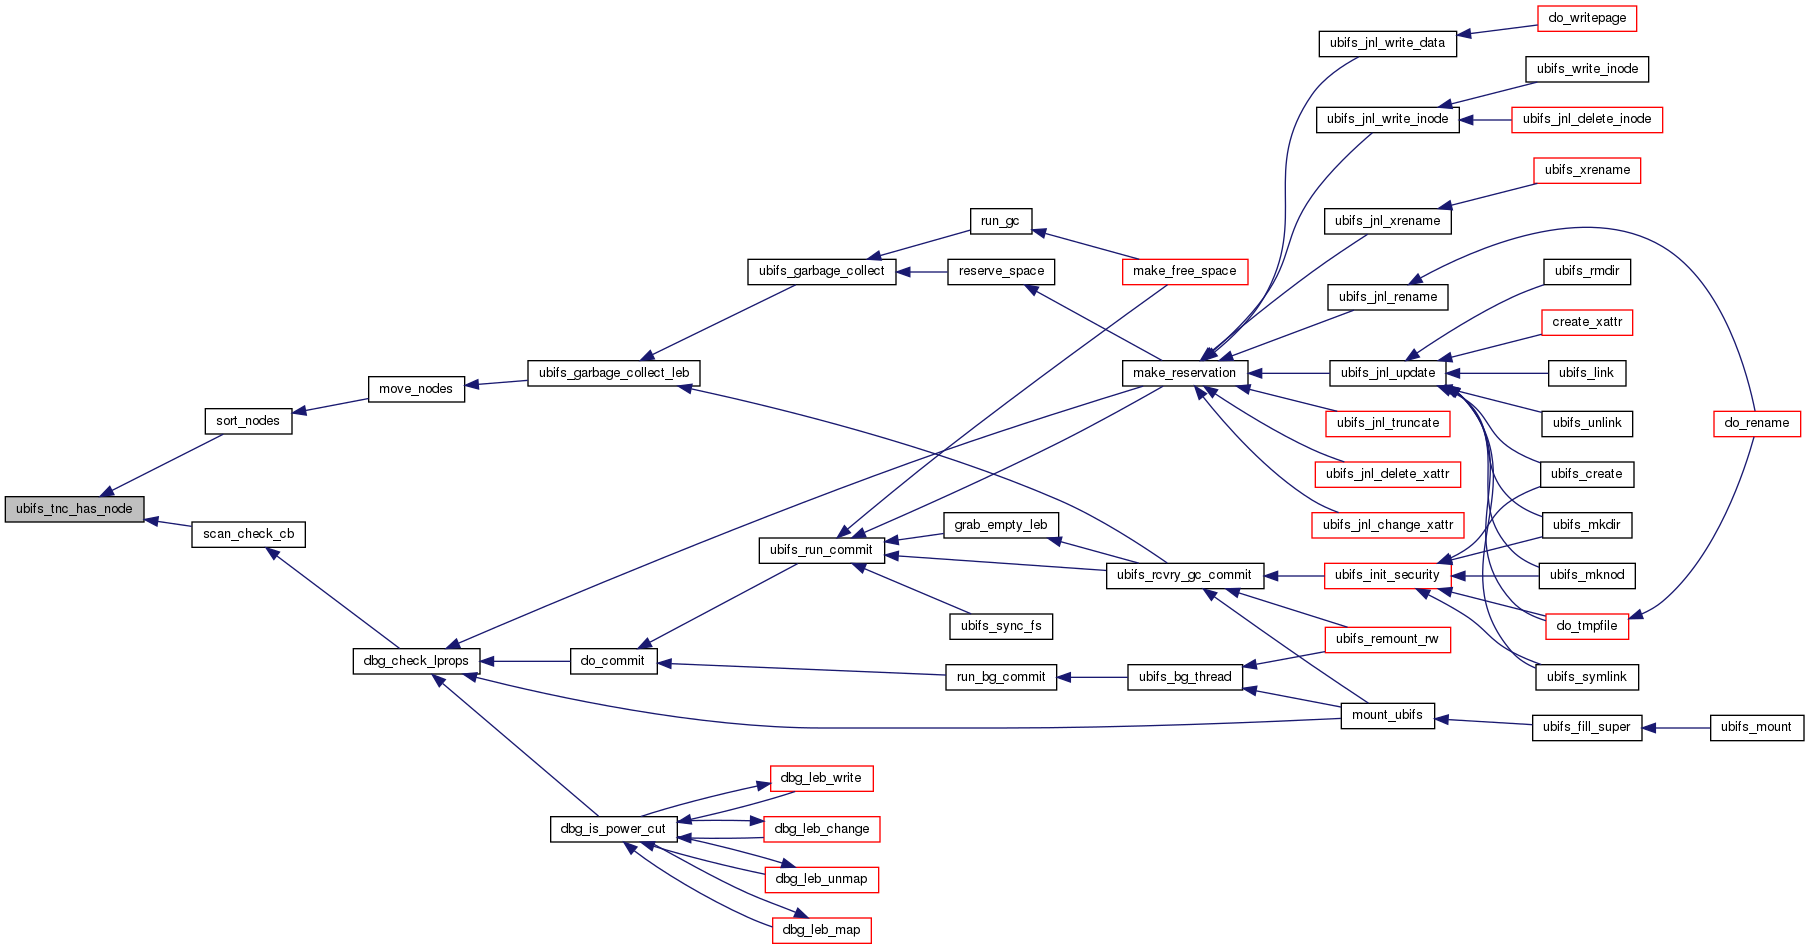 do_writepage
ubifs_jnl_write_data
ubifs_write_inode
ubifs_jnl_write_inode
ubifs_jnl_delete_inode
ubifs_xrename
run_gc
ubifs_jnl_xrename
ubifs_garbage_collect
reserve_space
make_free_space
ubifs_rmdir
ubifs_jnl_rename
create_xattr
ubifs_garbage_collect_leb
make_reservation
ubifs_jnl_update
ubifs_link
move_nodes
sort_nodes
ubifs_jnl_truncate
ubifs_unlink
do_rename
ubifs_jnl_delete_xattr
ubifs_create
ubifs_tnc_has_node
scan_check_cb
grab_empty_leb
ubifs_jnl_change_xattr
ubifs_mkdir
ubifs_run_commit
ubifs_rcvry_gc_commit
ubifs_init_security
ubifs_mknod
ubifs_sync_fs
do_tmpfile
ubifs_remount_rw
dbg_check_lprops
do_commit
run_bg_commit
ubifs_bg_thread
ubifs_symlink
mount_ubifs
ubifs_fill_super
ubifs_mount
dbg_leb_write
dbg_is_power_cut
dbg_leb_change
dbg_leb_unmap
dbg_leb_map